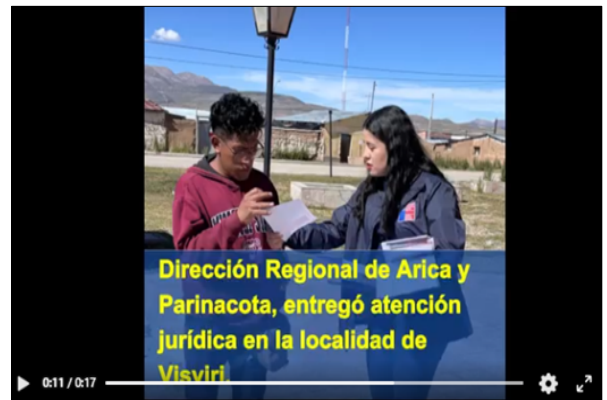 Dirección Regional de Arica y
Parinacota, entregó atención
jurídica en la localidad de
Visviri.
0:11 / 0:17